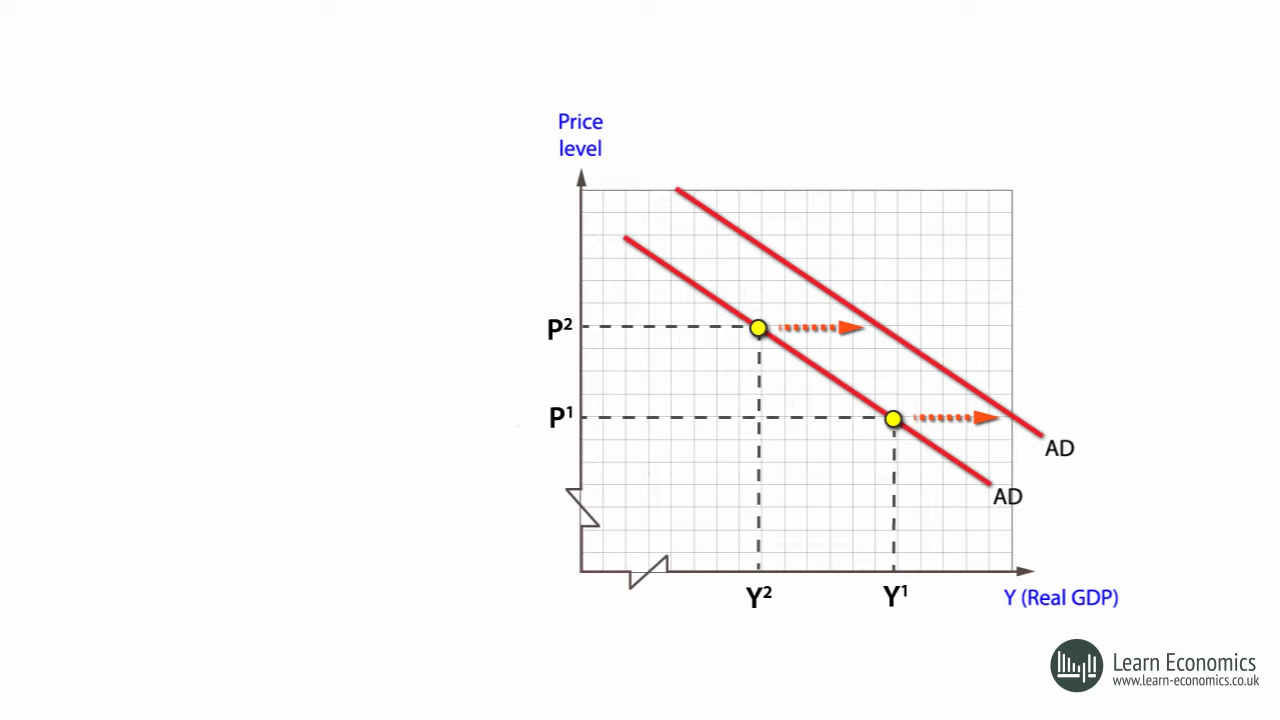 Price
level
P²
P¹
AD
AD
Y²
Y¹
Y (Real GDP)
Learn Economics
www.learn-economics.co.uk